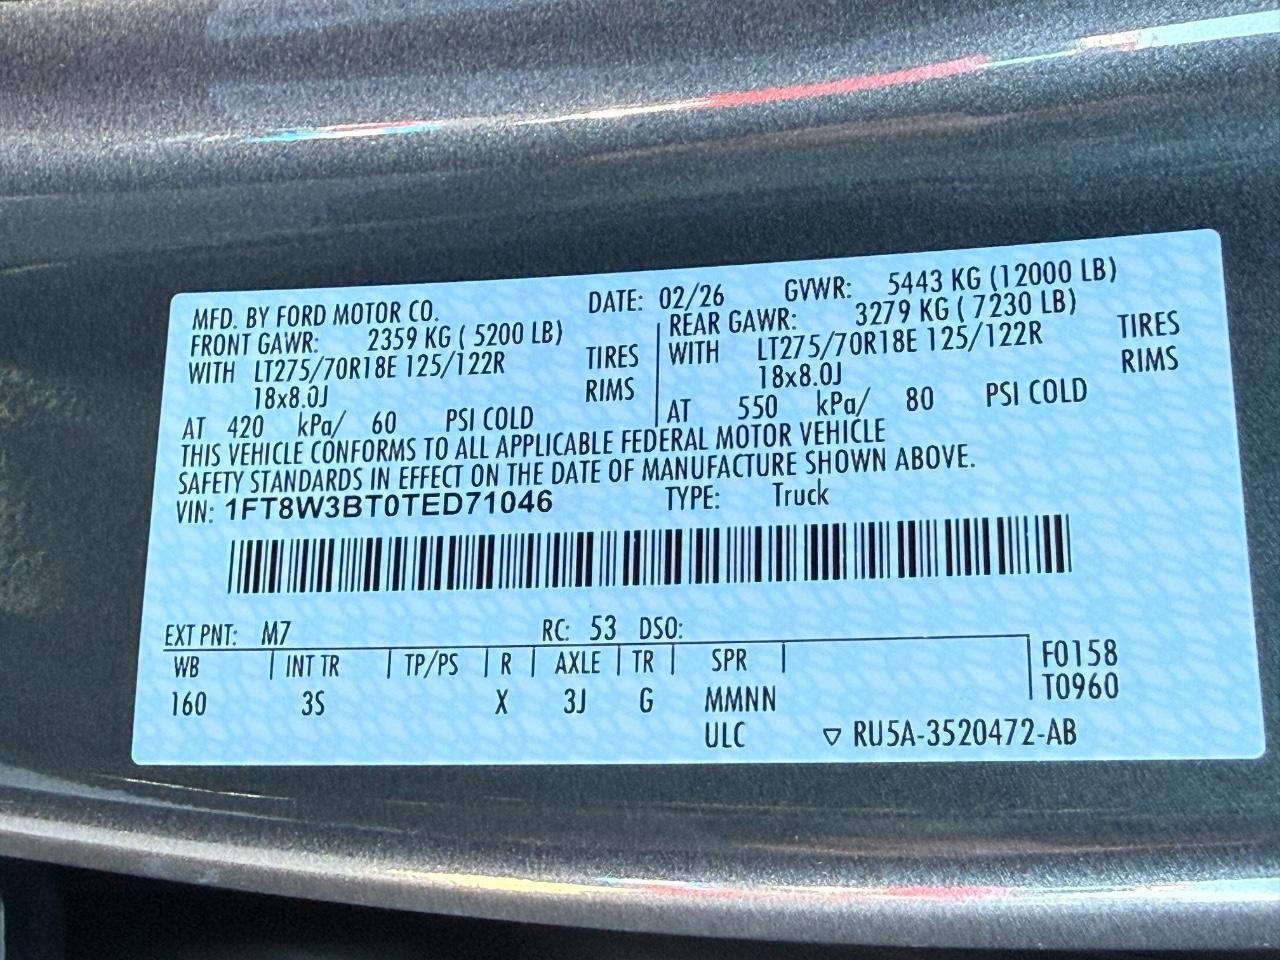 MFD. BY FORD MOTOR CO. DATE: 02/26 GVWR: 5443 KG (12000 LB)
FRONT GAWR: 2359 KG ( 5200 LB) REAR GAWR: 3279 KG ( 7230 LB)
WITH LT275/70R18E 125/122R TIRES WITH LT275/70R18E 125/122R TIRES
18x8.0J RIMS 18x8.0J RIMS
AT 420 kPa/ 60 PSI COLD AT 550 kPa/ 80 PSI COLD
THIS VEHICLE CONFORMS TO ALL APPLICABLE FEDERAL MOTOR VEHICLE
SAFETY STANDARDS IN EFFECT ON THE DATE OF MANUFACTURE SHOWN ABOVE.
VIN: 1FT8W3BT0TED71046 TYPE: Truck
EXT PNT: M7 RC: 53 DSO:
WB INT TR TP/PS R AXLE TR SPR F0158
160 3S X 3J G MMNN T0960
ULC ▽ RU5A-3520472-AB